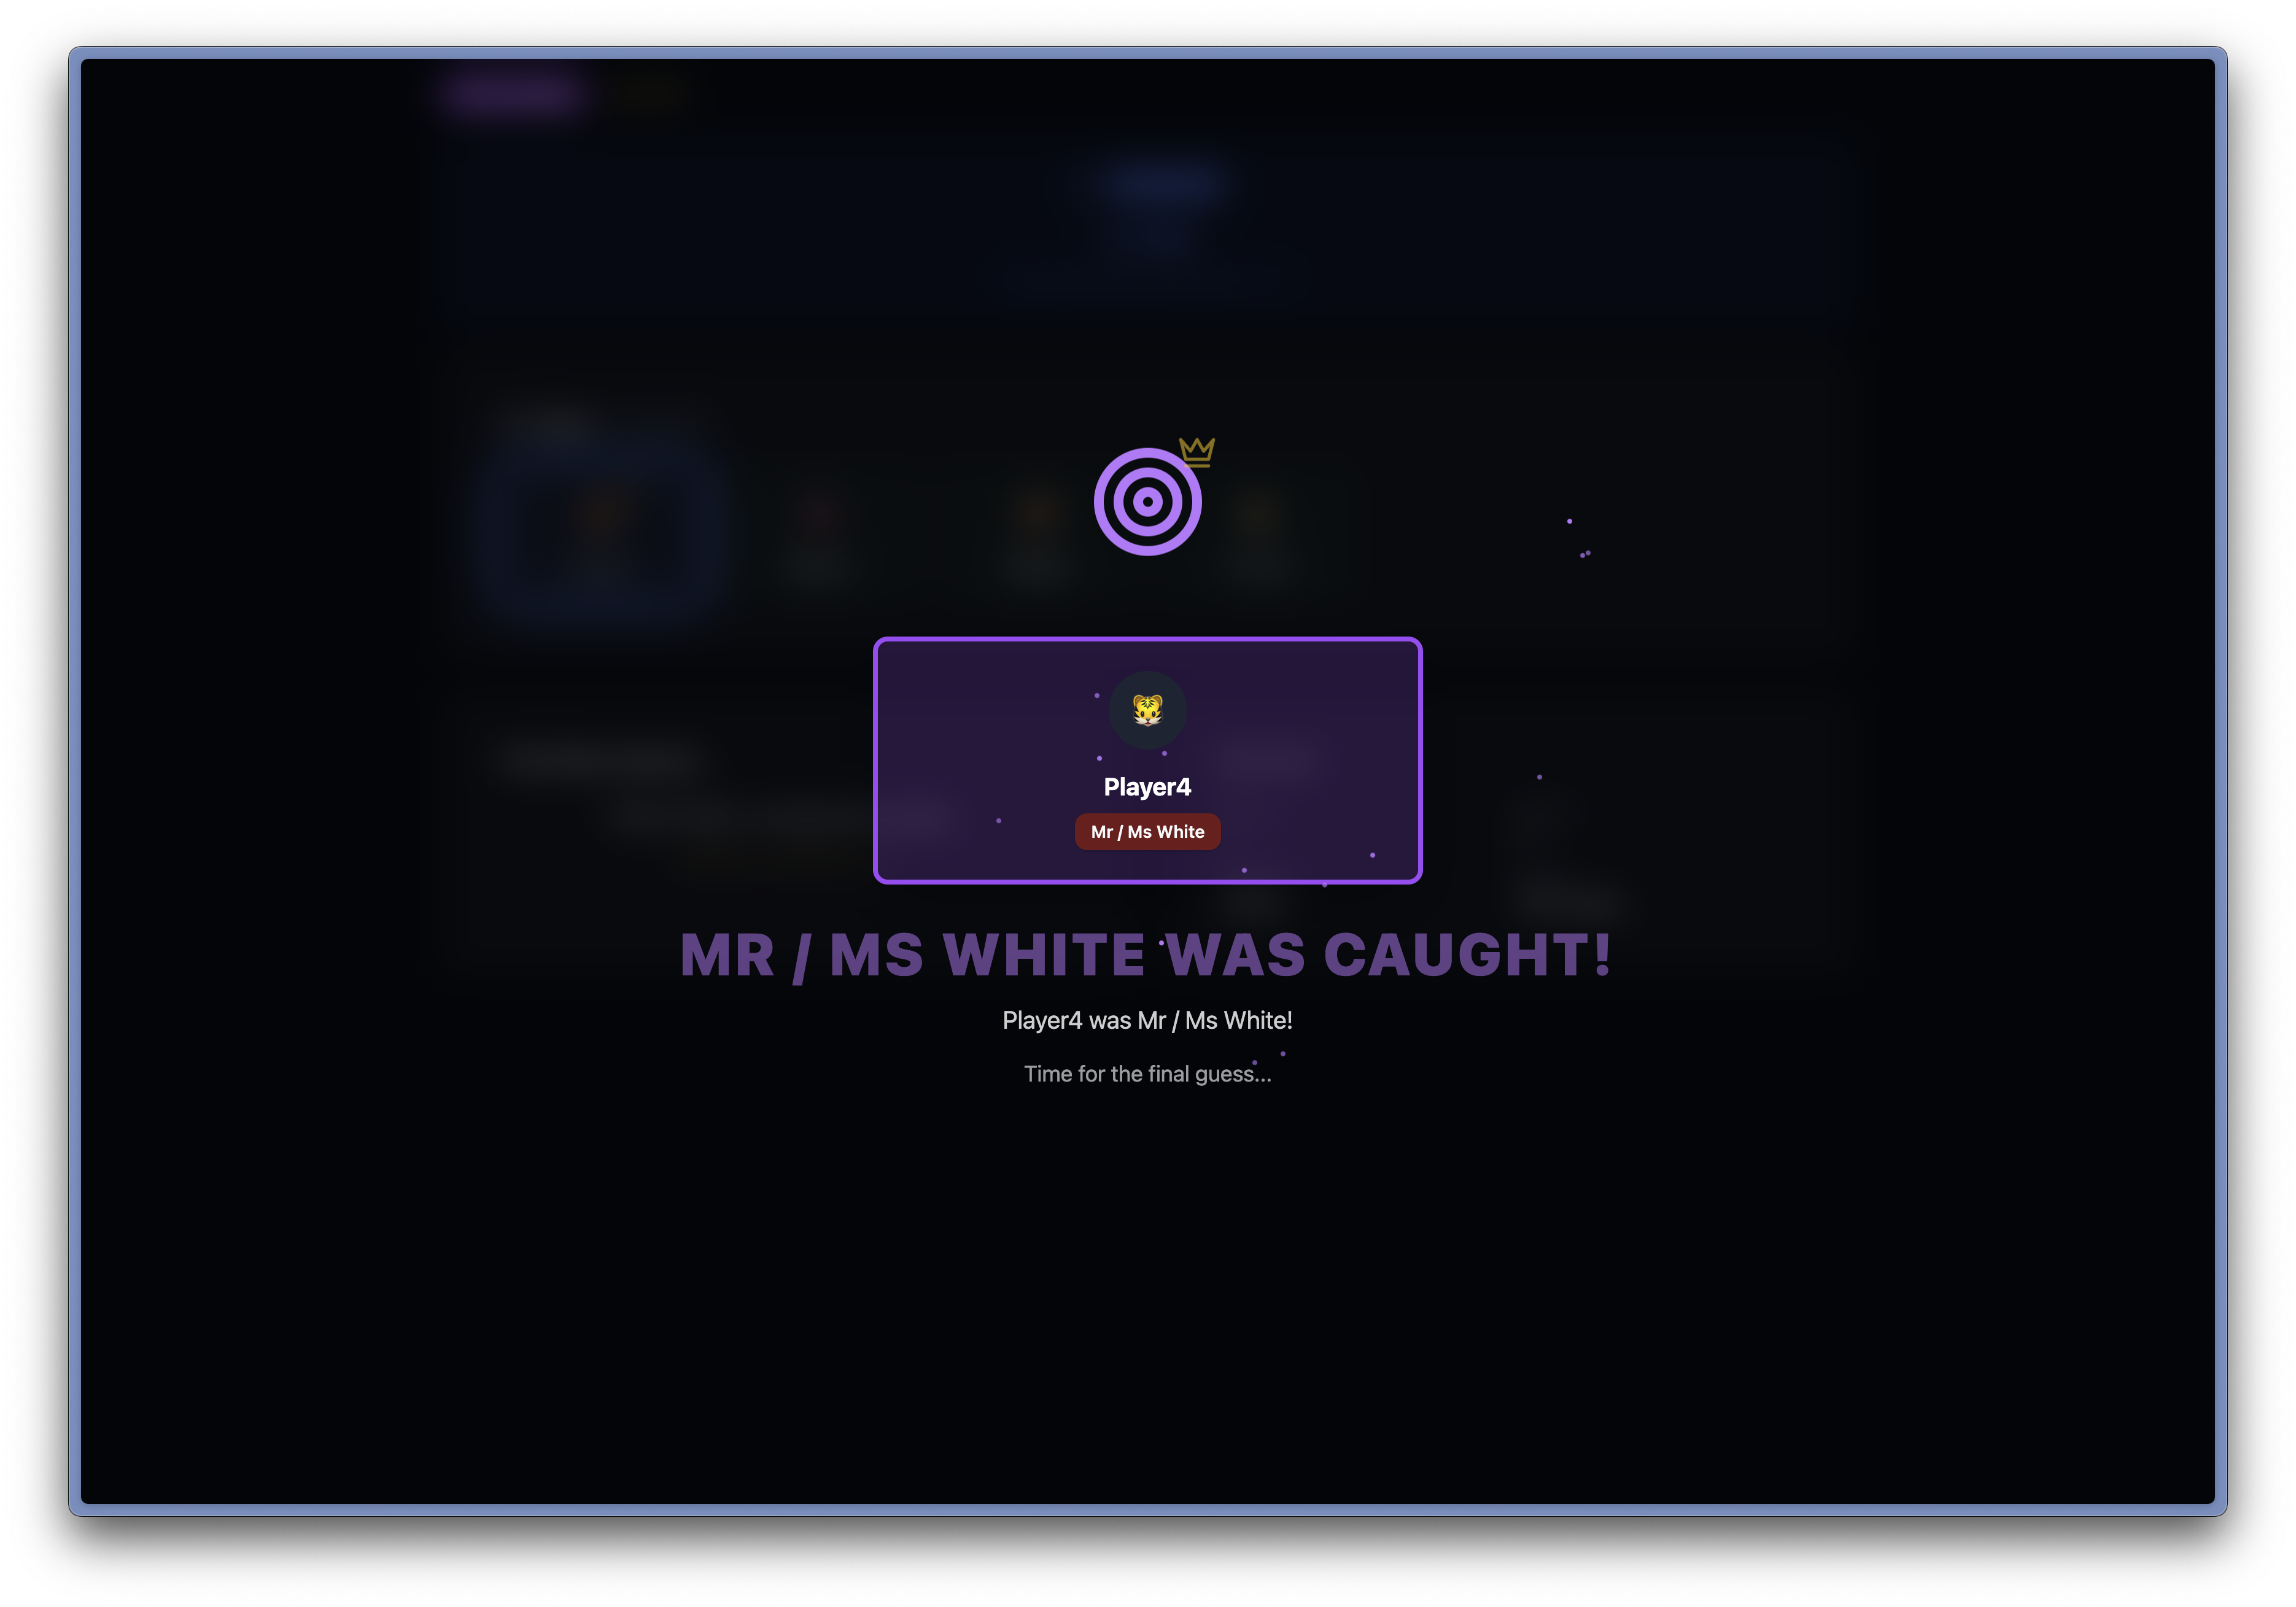 Player4
Mr / Ms White
MR / MS WHITE WAS CAUGHT!
Player4 was Mr / Ms White!
Time for the final guess...